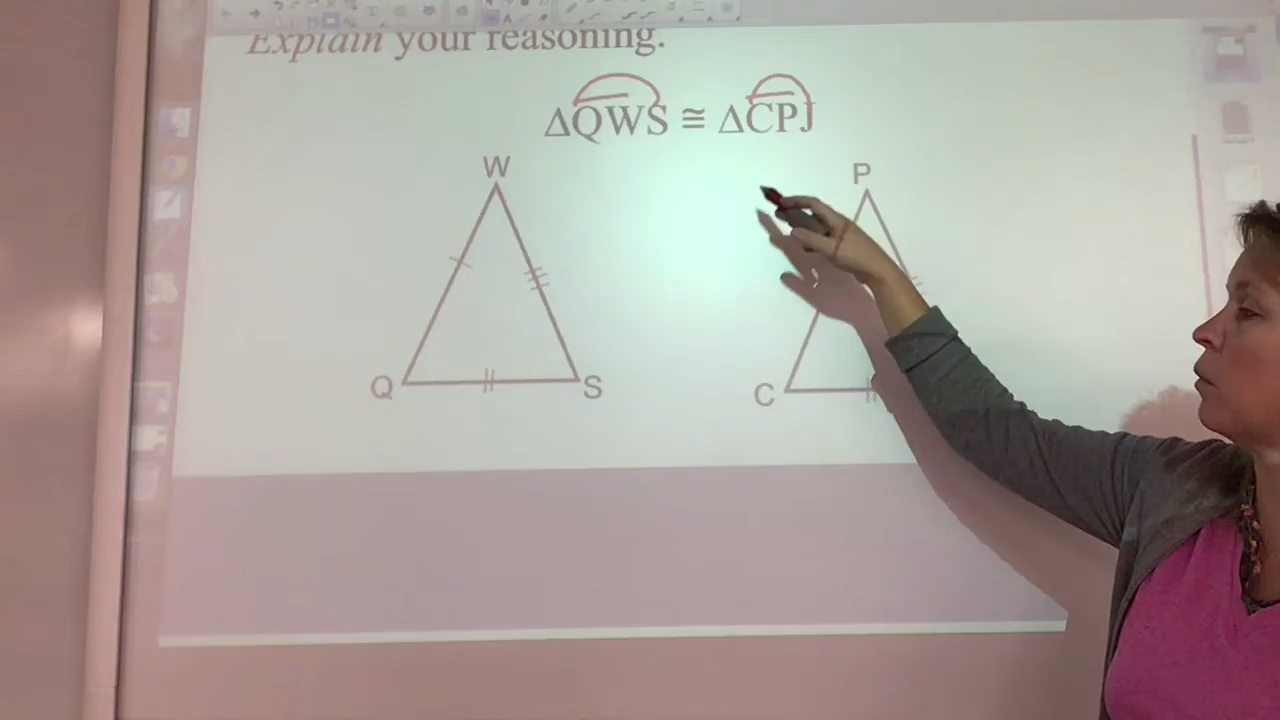 Explain your reasoning.
ΔQWS ≅ ΔCPJ
W
P
Q
S
C